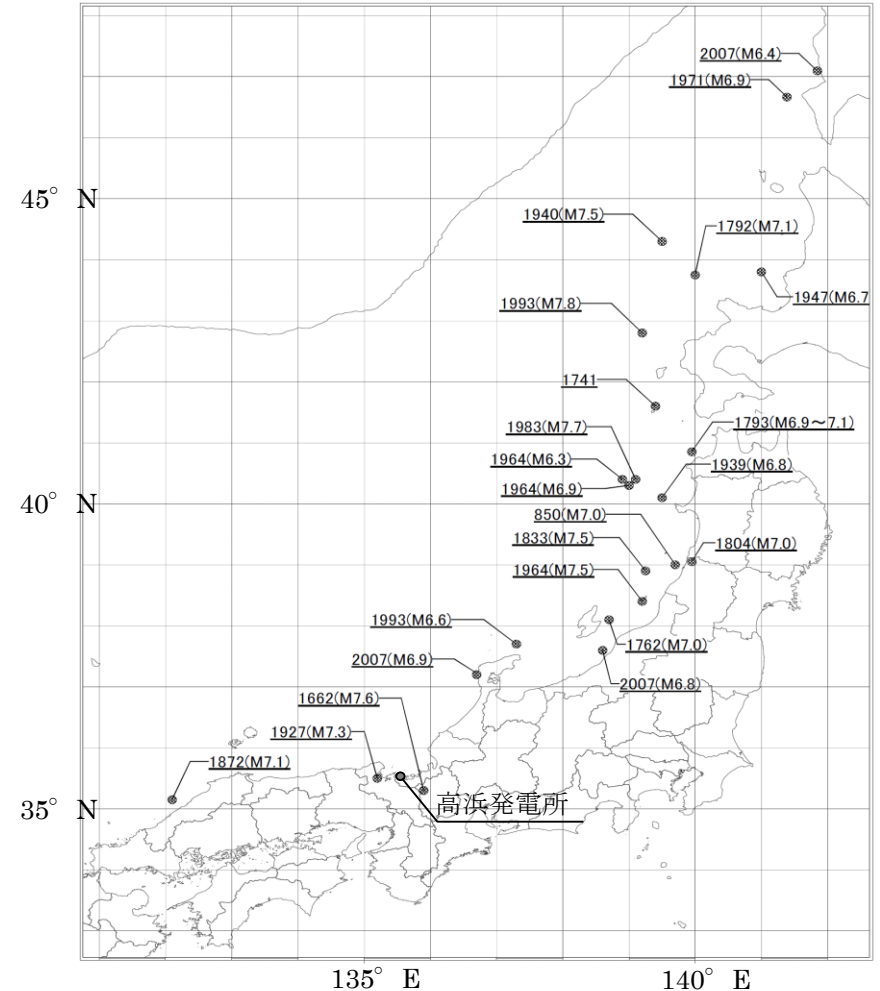 2007(M6.4)
1971(M6.9)
45° N
1940(M7.5)
1792(M7.1)
1947(M6.7
1993(M7.8)
1741
1983(M7.7)
1793(M6.9～7.1)
1964(M6.3)
1939(M6.8)
1964(M6.9)
40° N
850(M7.0)
1833(M7.5)
1804(M7.0)
1964(M7.5)
1993(M6.6)
1762(M7.0)
2007(M6.9)
2007(M6.8)
1662(M7.6)
1927(M7.3)
1872(M7.1)
高浜発電所
35° N
135° E
140° E